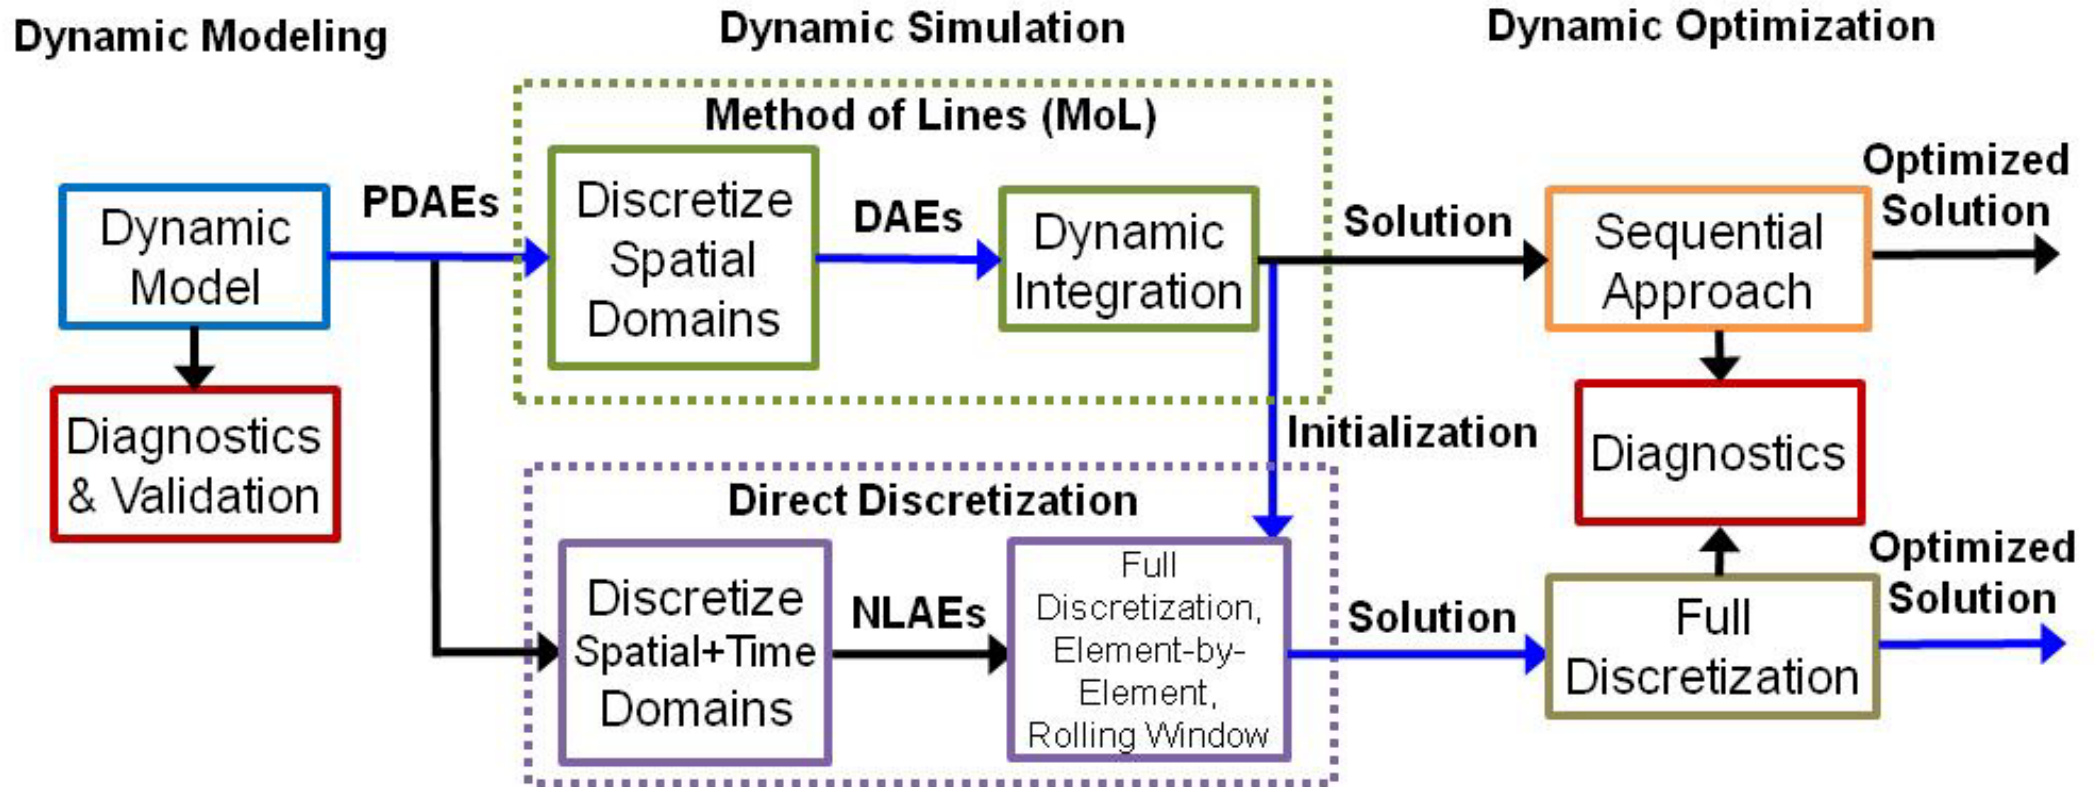 Dynamic Modeling
Dynamic Simulation
Dynamic Optimization
Method of Lines (MoL)
Dynamic
Model
PDAEs
Discretize
Spatial
Domains
DAEs
Dynamic
Integration
Solution
Sequential
Approach
Optimized
Solution
Diagnostics
& Validation
Initialization
Diagnostics
Direct Discretization
Discretize
Spatial+Time
Domains
NLAEs
Full
Discretization,
Element-by-
Element,
Rolling Window
Solution
Full
Discretization
Optimized
Solution